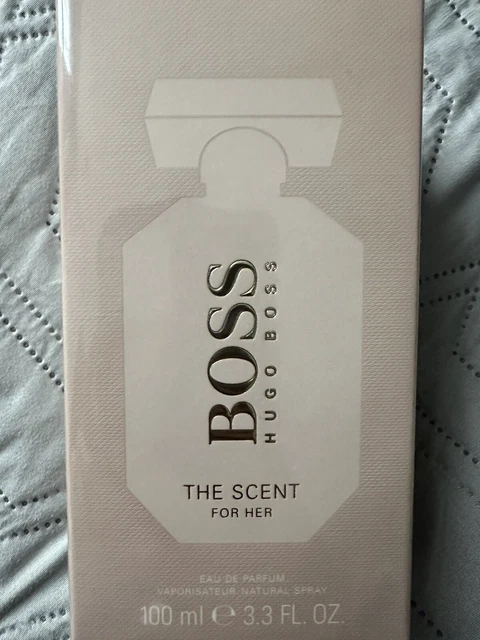 BOSS
HUGO BOSS
THE SCENT
FOR HER
EAU DE PARFUM
VAPORISATEUR NATURAL SPRAY
100 ml ℮ 3.3 FL. OZ.